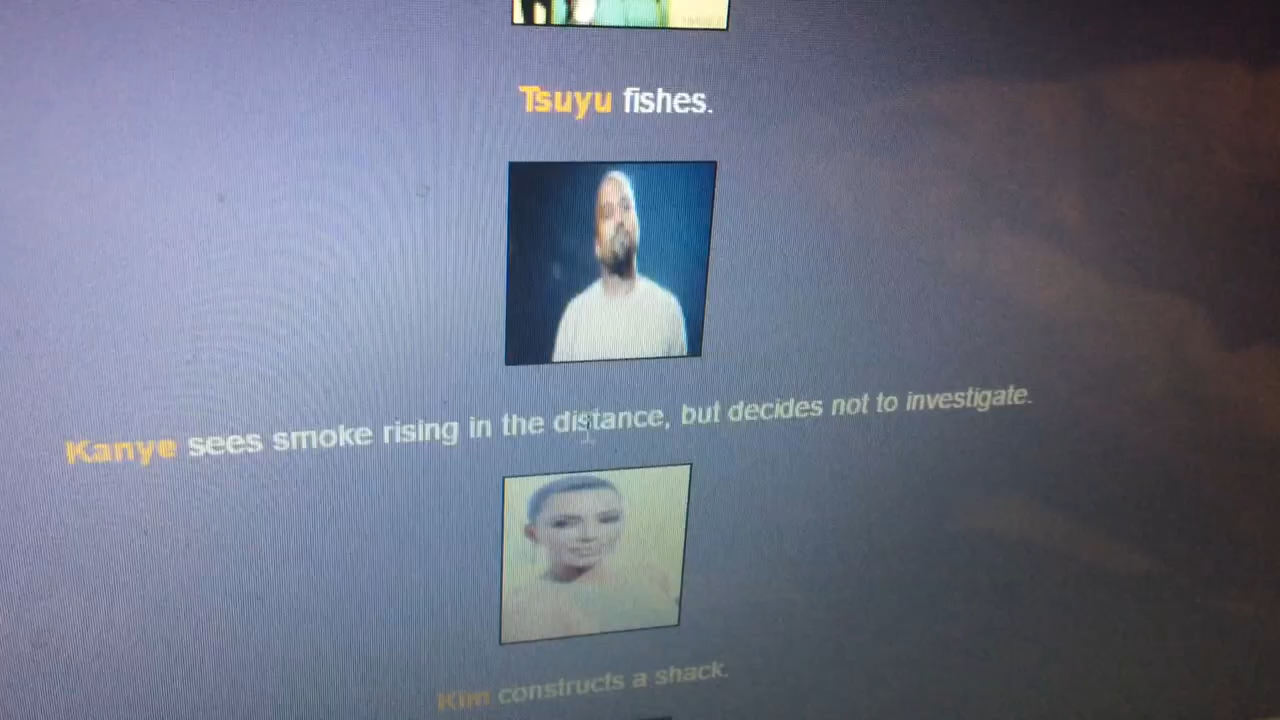 Tsuyu fishes.
Kanye sees smoke rising in the distance, but decides not to investigate.
Kim constructs a shack.